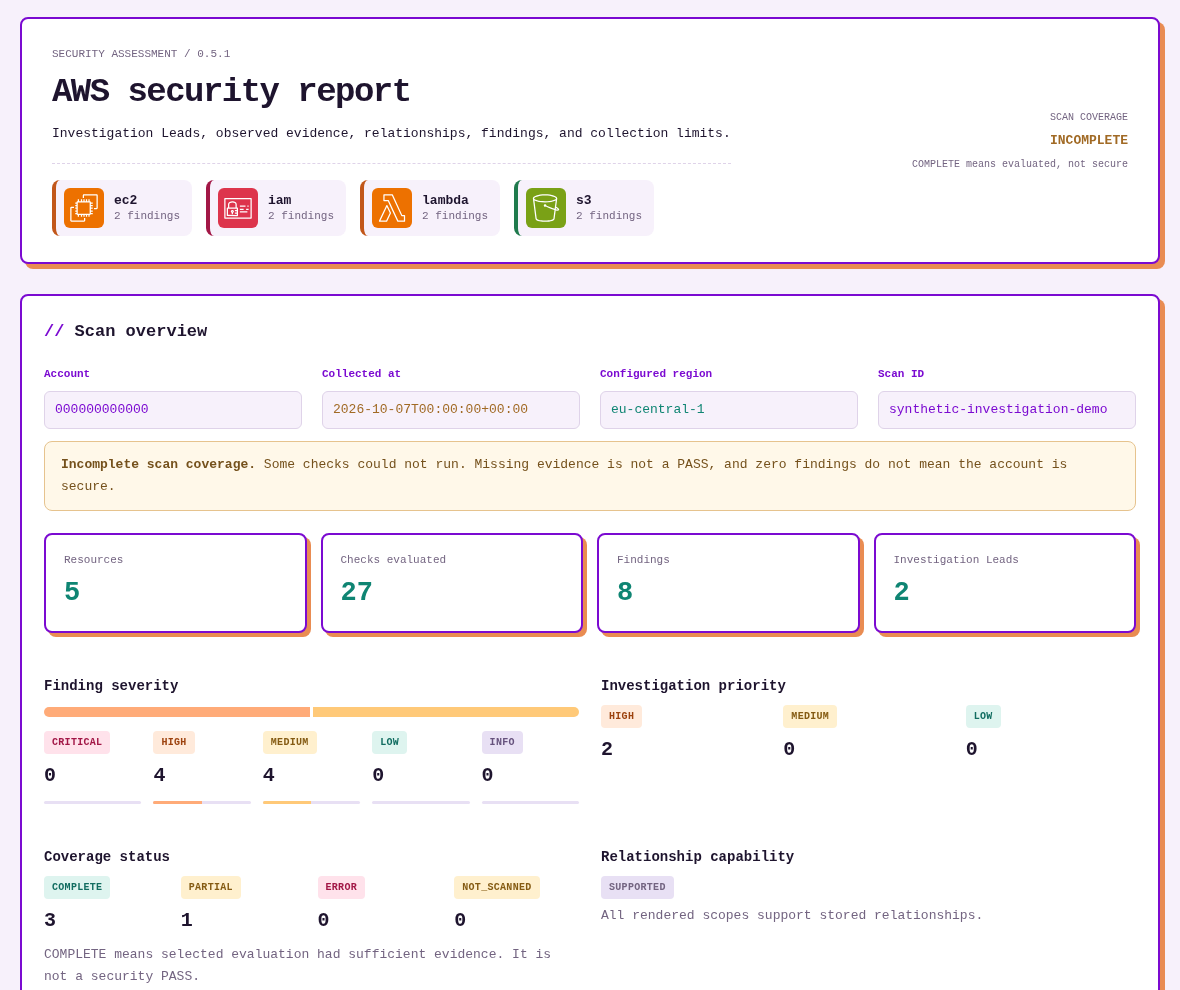 SECURITY ASSESSMENT / 0.5.1
AWS security report
Investigation Leads, observed evidence, relationships, findings, and collection limits.
SCAN COVERAGE
INCOMPLETE
COMPLETE means evaluated, not secure
ec2
2 findings
iam
2 findings
lambda
2 findings
s3
2 findings
// Scan overview
Account
000000000000
Collected at
2026-10-07T00:00:00+00:00
Configured region
eu-central-1
Scan ID
synthetic-investigation-demo
Incomplete scan coverage. Some checks could not run. Missing evidence is not a PASS, and zero findings do not mean the account is
secure.
Resources
5
Checks evaluated
27
Findings
8
Investigation Leads
2
Finding severity
CRITICAL
0
HIGH
4
MEDIUM
4
LOW
0
INFO
0
Investigation priority
HIGH
2
MEDIUM
0
LOW
0
Coverage status
COMPLETE
3
PARTIAL
1
ERROR
0
NOT_SCANNED
0
COMPLETE means selected evaluation had sufficient evidence. It is
not a security PASS.
Relationship capability
SUPPORTED
All rendered scopes support stored relationships.